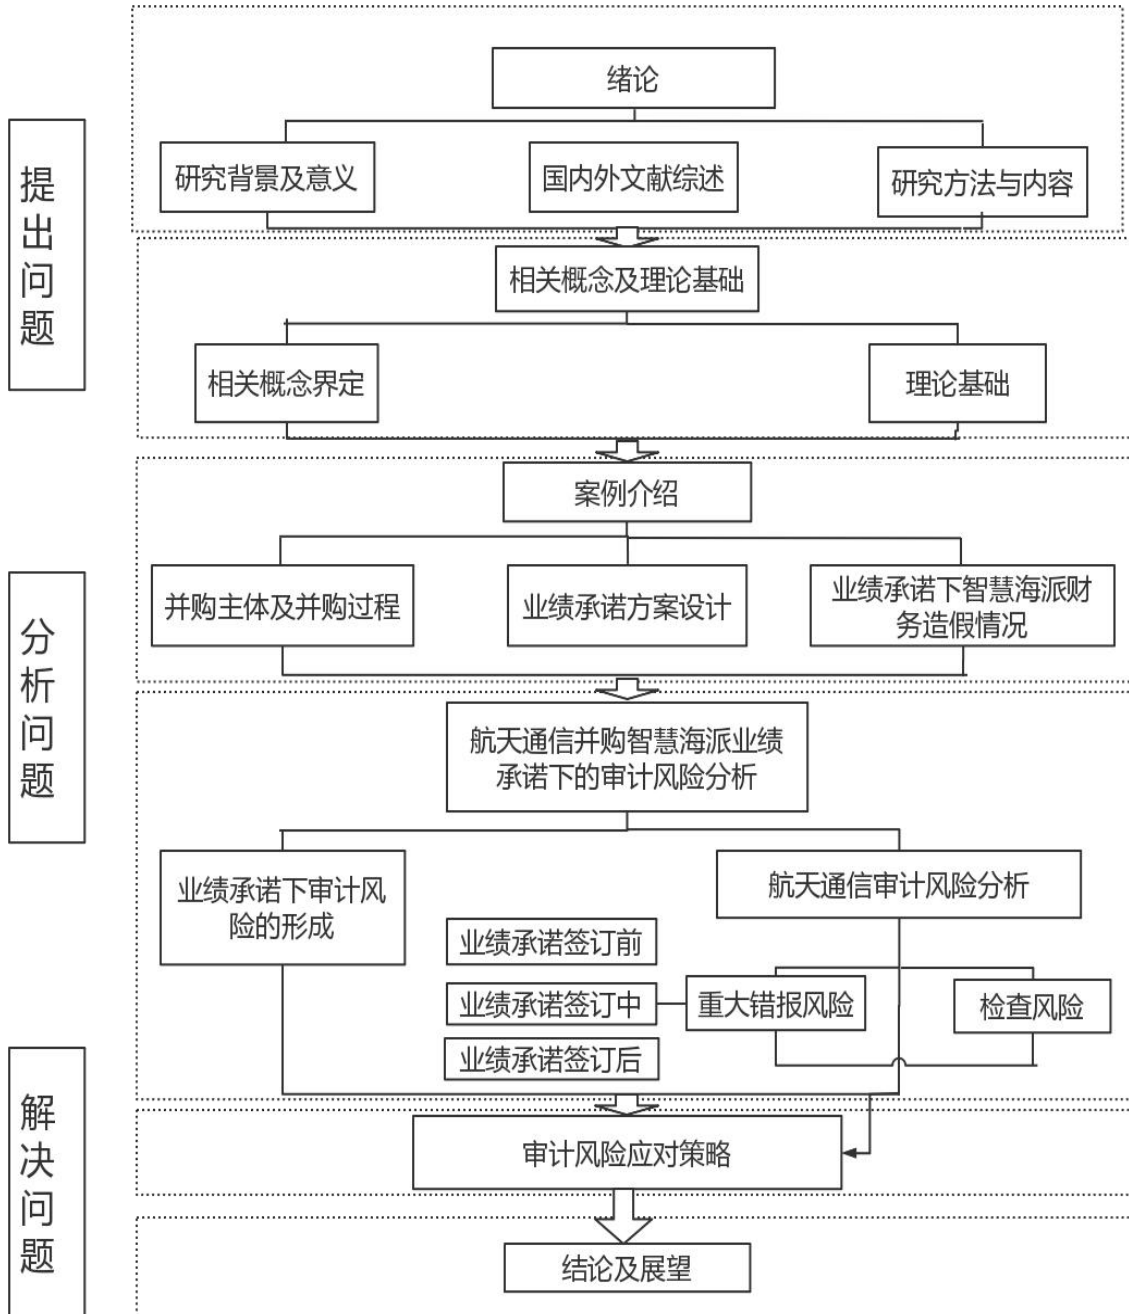 提出问题
绪论
研究背景及意义
国内外文献综述
研究方法与内容
相关概念及理论基础
相关概念界定
理论基础
分析问题
案例介绍
并购主体及并购过程
业绩承诺方案设计
业绩承诺下智慧海派财
务造假情况
航天通信并购智慧海派业绩
承诺下的审计风险分析
业绩承诺下审计风
险的形成
航天通信审计风险分析
业绩承诺签订前
业绩承诺签订中
业绩承诺签订后
重大错报风险
检查风险
解决问题
审计风险应对策略
结论及展望